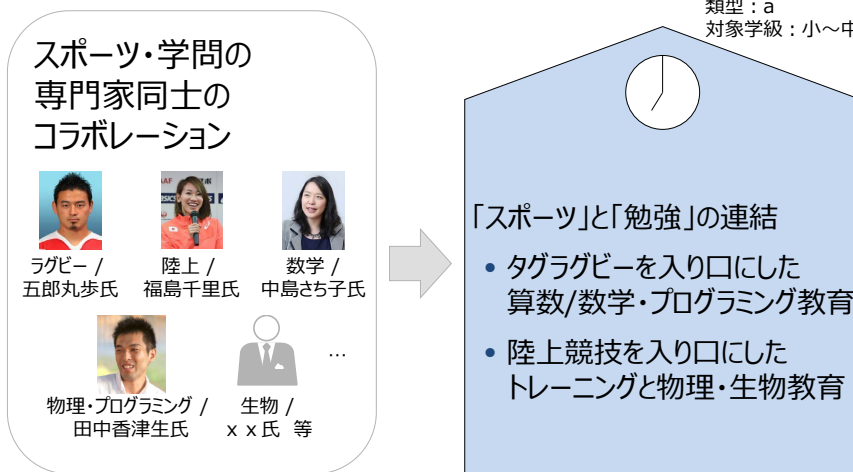 類型：a
対象学級：小～中
スポーツ・学問の
専門家同士の
コラボレーション
ラグビー /
五郎丸歩氏
陸上 /
福島千里氏
数学 /
中島さち子氏
物理・プログラミング /
田中香津生氏
生物 /
ｘｘ氏 等
…
「スポーツ」と「勉強」の連結
• タグラグビーを入り口にした
算数/数学・プログラミング教育
• 陸上競技を入り口にした
トレーニングと物理・生物教育